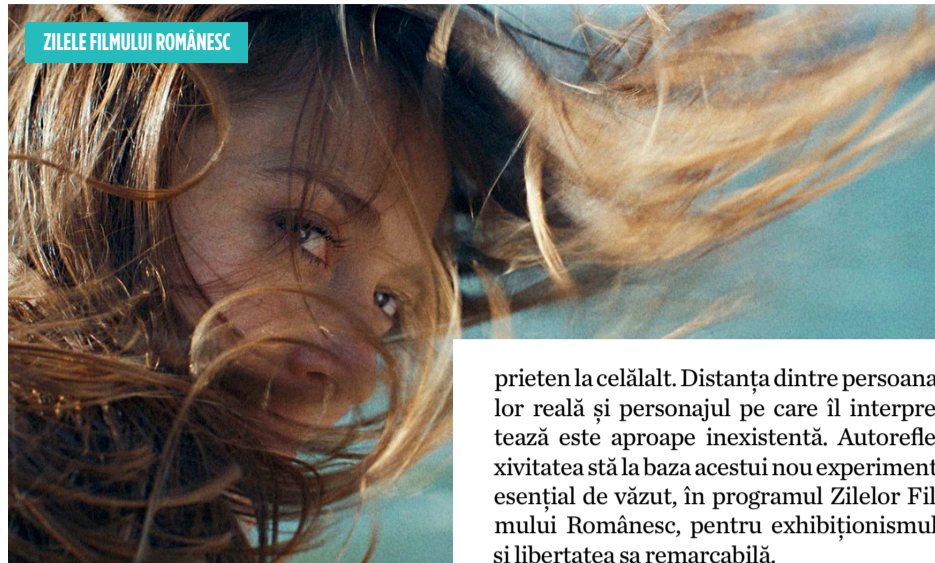 ZILELE FILMULUI ROMÂNESC
prieten la celălalt. Distanța dintre persoana
lor reală și personajul pe care îl interpre
tează este aproape inexistentă. Autorefle
xivitatea stă la baza acestui nou experiment
esențial de văzut, în programul Zilelor Fil
mului Românesc, pentru exhibiționismul
și libertatea sa remarcabilă.